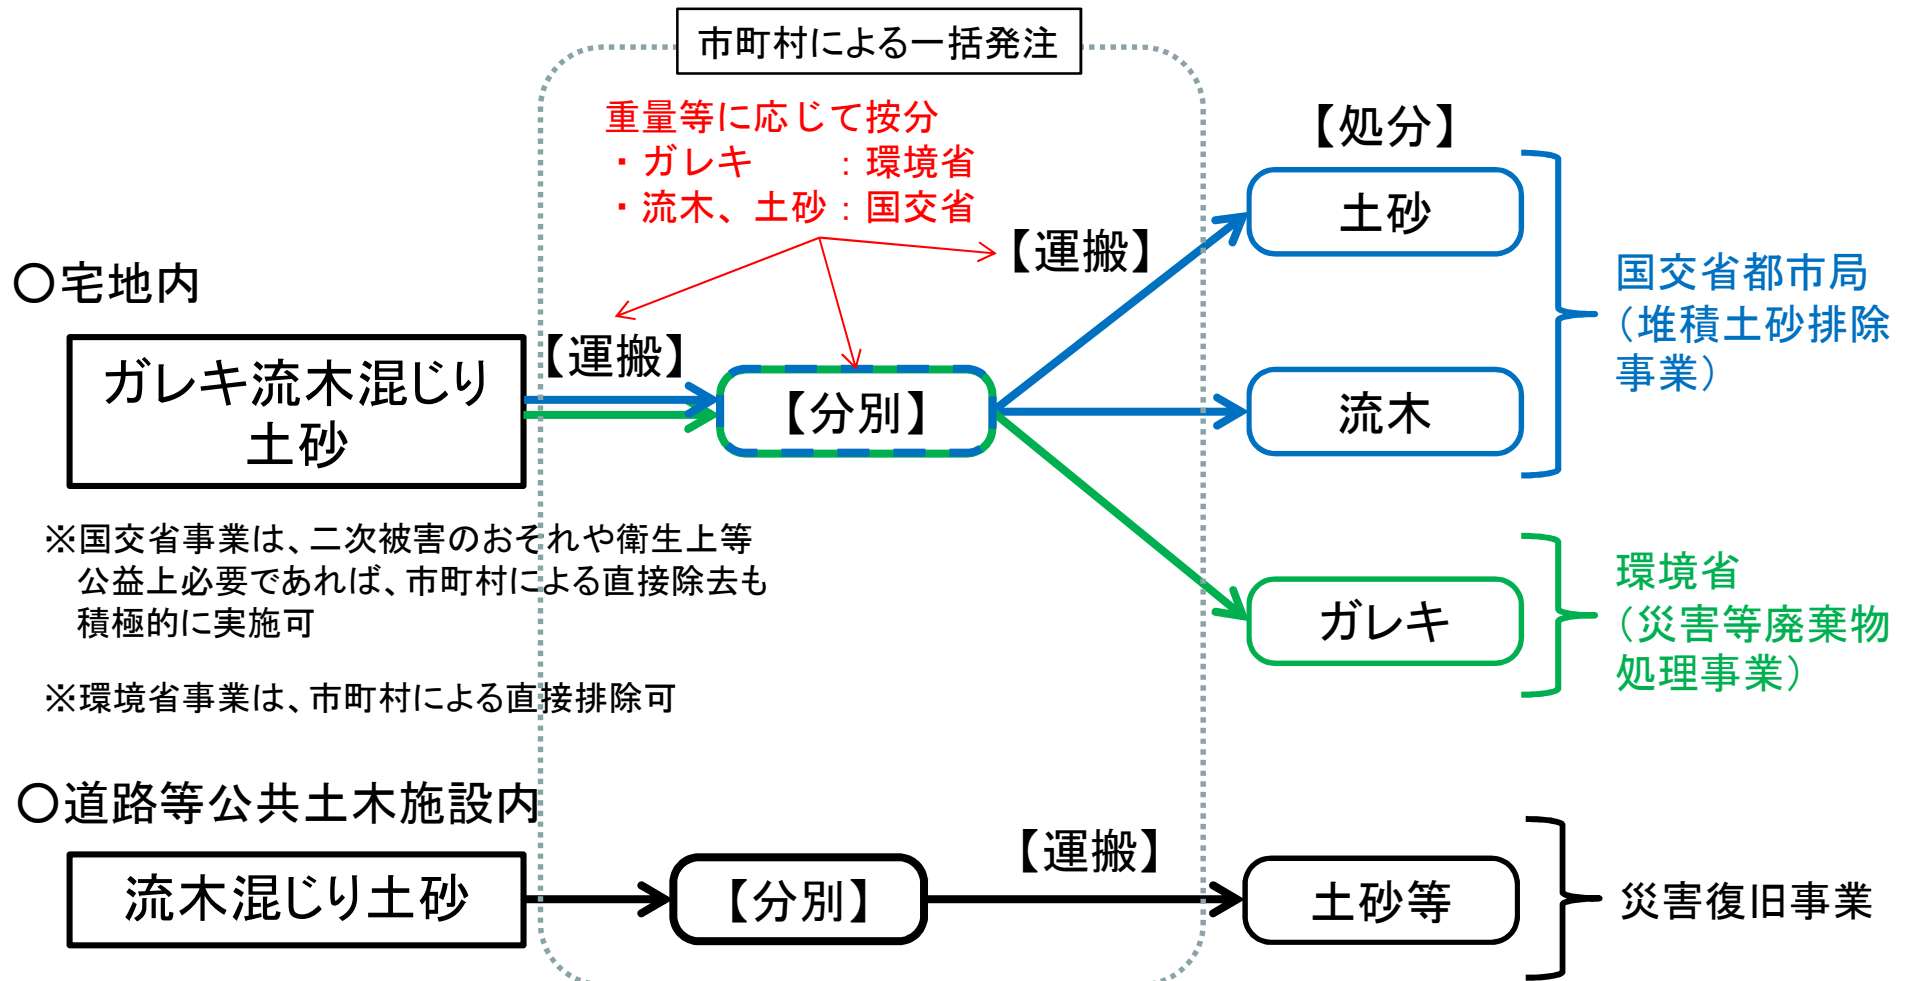 市町村による一括発注
重量等に応じて按分
・ガレキ　　：環境省
・流木、土砂：国交省
【処分】
土砂
【運搬】
〇宅地内
国交省都市局
（堆積土砂排除
事業）
【運搬】
ガレキ流木混じり
土砂
【分別】
流木
※国交省事業は、二次被害のおそれや衛生上等
公益上必要であれば、市町村による直接除去も
積極的に実施可
環境省
（災害等廃棄物
処理事業）
ガレキ
※環境省事業は、市町村による直接排除可
〇道路等公共土木施設内
【運搬】
流木混じり土砂
【分別】
土砂等
災害復旧事業